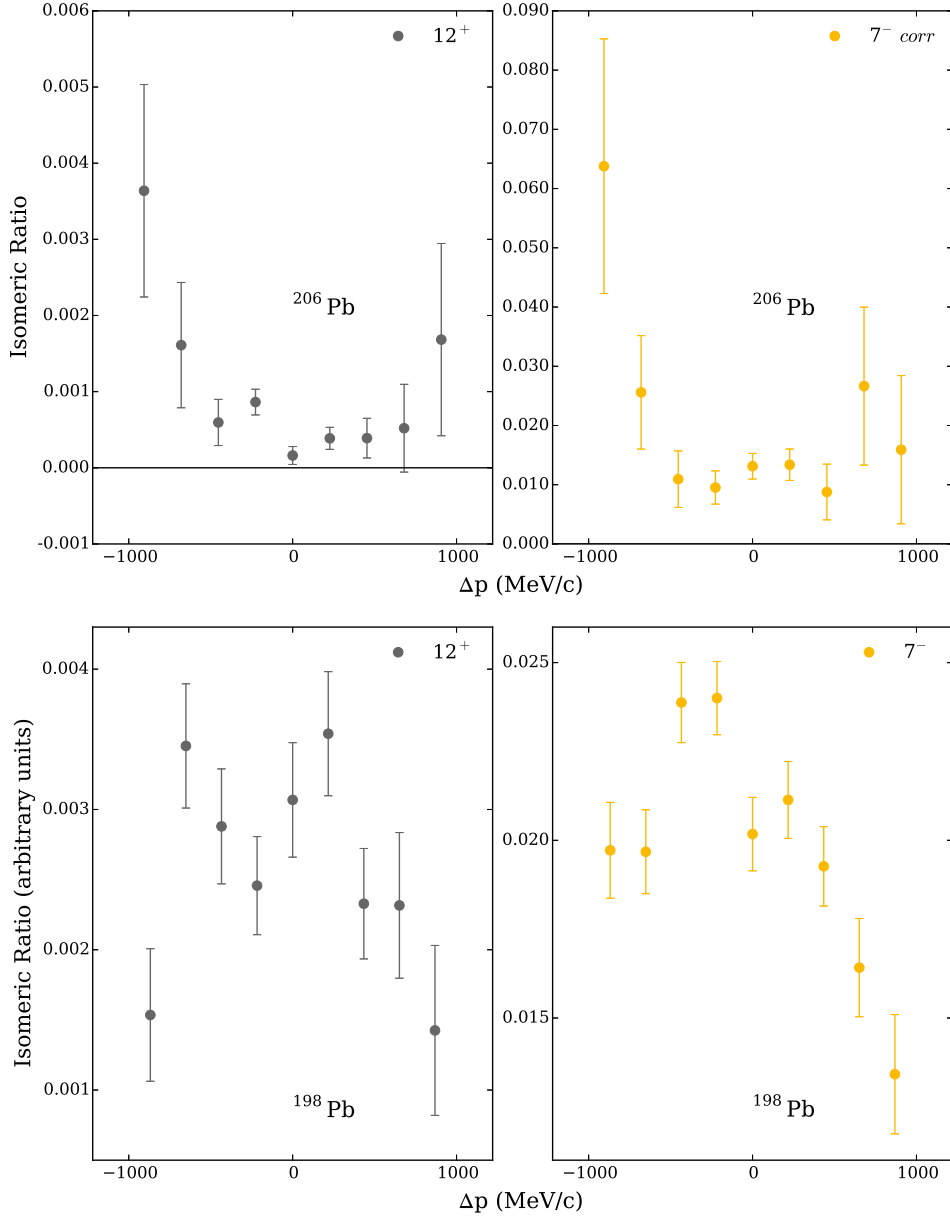 0.006
0.005
0.004
0.003
0.002
0.001
0.000
-0.001
Isomeric Ratio
12⁺
²⁰⁶Pb
−1000 0 1000
Δp (MeV/c)
0.090
0.080
0.070
0.060
0.050
0.040
0.030
0.020
0.010
0.000
7⁻ corr
²⁰⁶Pb
−1000 0 1000
Δp (MeV/c)
0.004
0.003
0.002
0.001
Isomeric Ratio (arbitrary units)
12⁺
¹⁹⁸Pb
−1000 0 1000
Δp (MeV/c)
0.025
0.020
0.015
7⁻
¹⁹⁸Pb
−1000 0 1000
Δp (MeV/c)